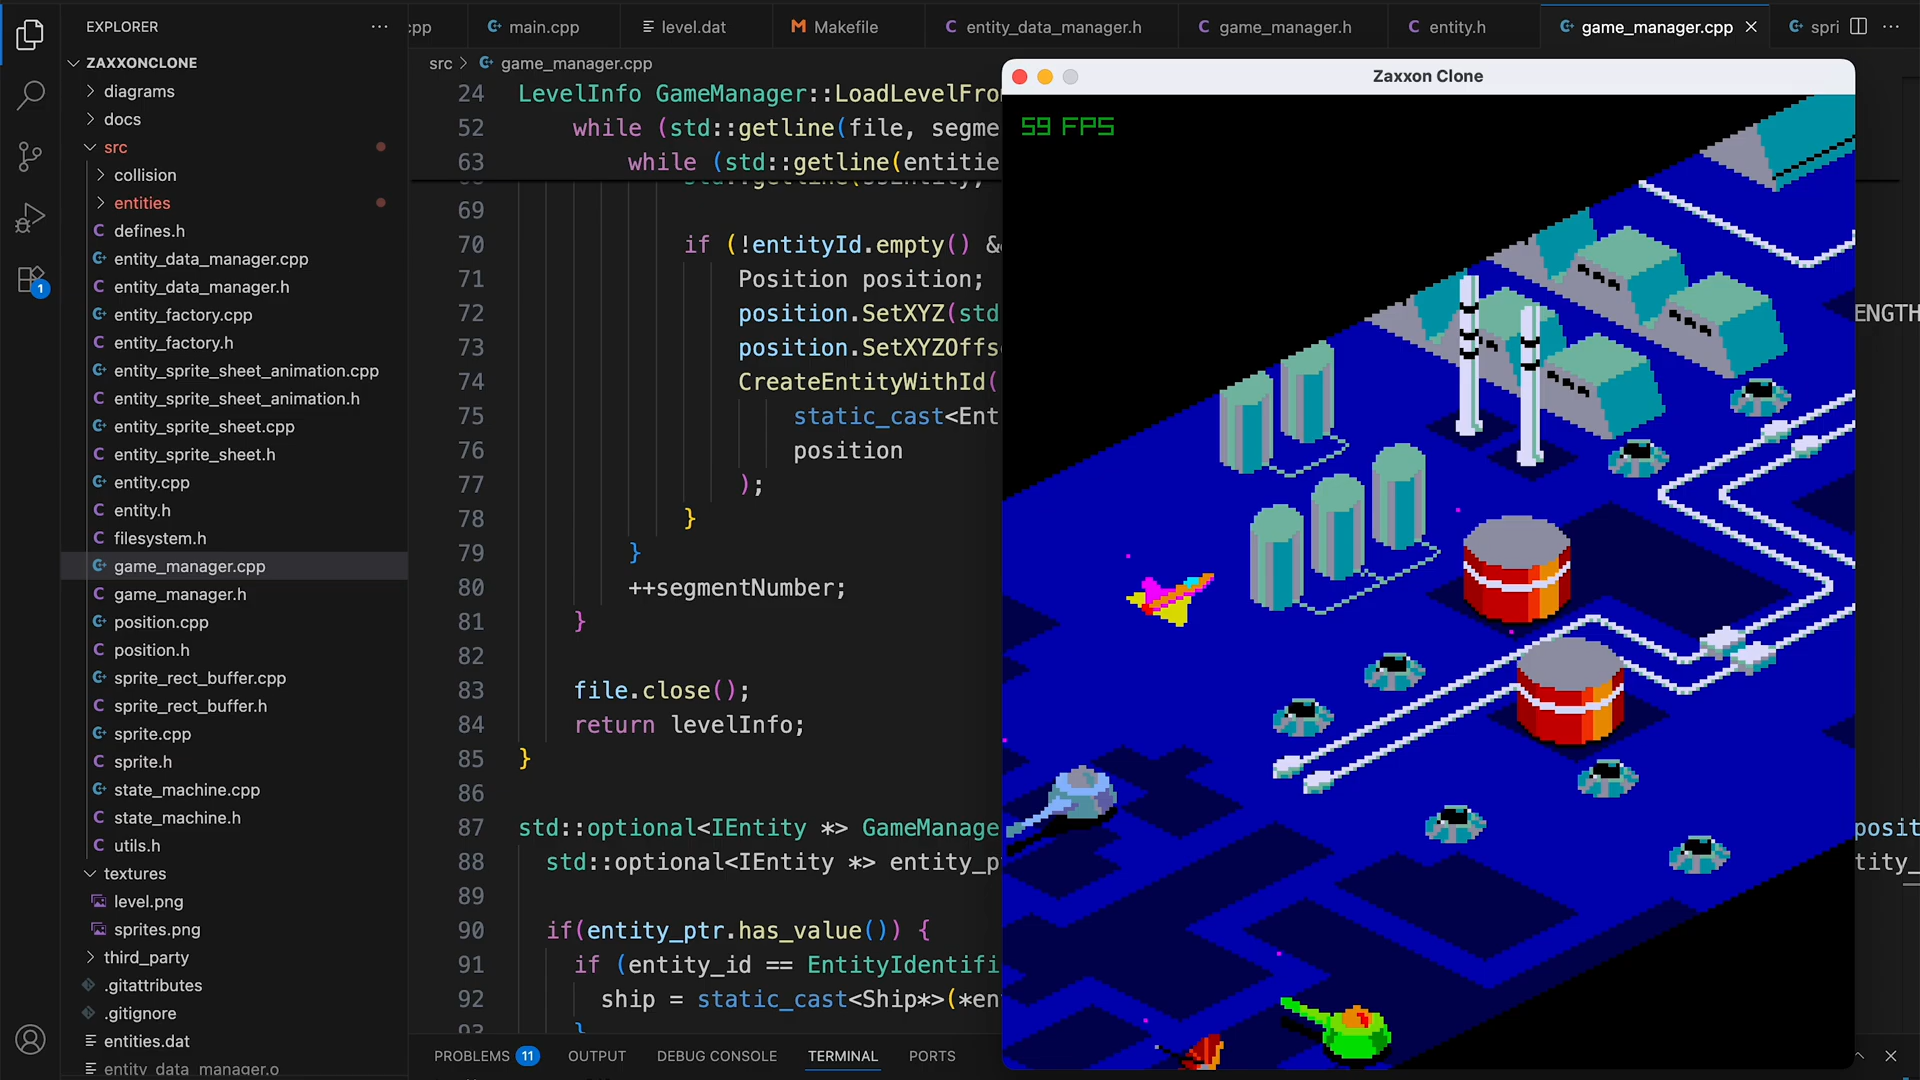 EXPLORER
ZAXXONCLONE
diagrams
docs
src
collision
entities
defines.h
entity_data_manager.cpp
entity_data_manager.h
entity_factory.cpp
entity_factory.h
entity_sprite_sheet_animation.cpp
entity_sprite_sheet_animation.h
entity_sprite_sheet.cpp
entity_sprite_sheet.h
entity.cpp
entity.h
filesystem.h
game_manager.cpp
game_manager.h
position.cpp
position.h
sprite_rect_buffer.cpp
sprite_rect_buffer.h
sprite.cpp
sprite.h
state_machine.cpp
state_machine.h
utils.h
textures
level.png
sprites.png
third_party
.gitattributes
.gitignore
entities.dat
entity_data_manager.o
1
cpp main.cpp level.dat Makefile entity_data_manager.h game_manager.h entity.h game_manager.cpp spri
src > game_manager.cpp
24 LevelInfo GameManager::LoadLevelFro
52 while (std::getline(file, segme
63 while (std::getline(entitie
69
70 if (!entityId.empty() &
71 Position position;
72 position.SetXYZ(std
73 position.SetXYZOffs
74 CreateEntityWithId(
75 static_cast<Ent
76 position
77 );
78 }
79 }
80 ++segmentNumber;
81 }
82
83 file.close();
84 return levelInfo;
85 }
86
87 std::optional<IEntity *> GameManage
88 std::optional<IEntity *> entity_p
89
90 if(entity_ptr.has_value()) {
91 if (entity_id == EntityIdentifi
92 ship = static_cast<Ship*>(*en
93 }
ENGTH
posit
tity_
PROBLEMS 11 OUTPUT DEBUG CONSOLE TERMINAL PORTS
Zaxxon Clone
59 FPS